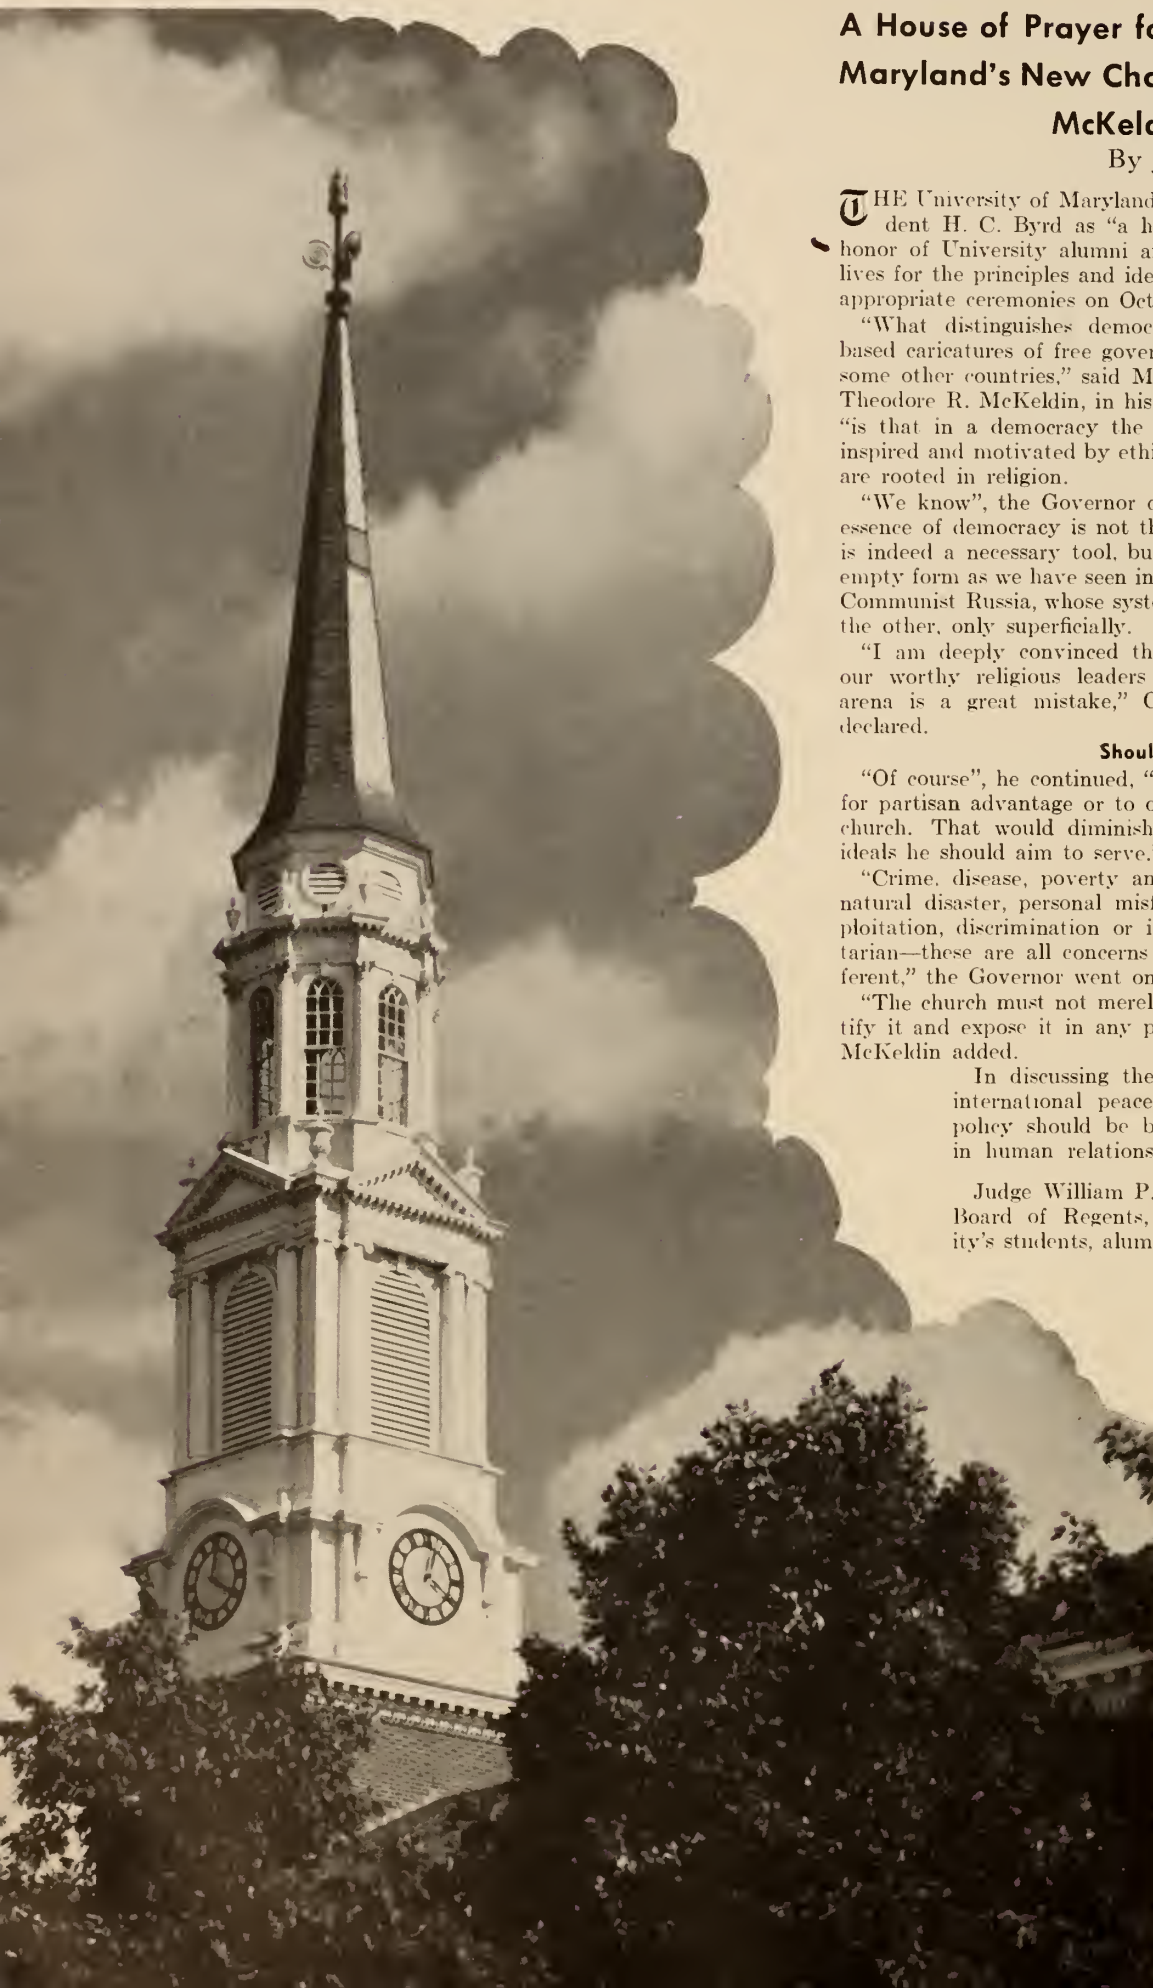 A House of Prayer fo
Maryland's New Cha
McKeld
By
THE University of Maryland
dent H. C. Byrd as "a h
honor of University alumni a
lives for the principles and ide
appropriate ceremonies on Oct
"What distinguishes democ
based caricatures of free gover
some other countries," said M
Theodore R. McKeldin, in his
"is that in a democracy the
inspired and motivated by ethi
are rooted in religion.
"We know", the Governor c
essence of democracy is not th
is indeed a necessary tool, bu
empty form as we have seen in
Communist Russia, whose syst
the other, only superficially.
"I am deeply convinced th
our worthy religious leaders
arena is a great mistake," G
declared.
Shoul
"Of course", he continued, "
for partisan advantage or to c
church. That would diminish
ideals he should aim to serve.
"Crime, disease, poverty an
natural disaster, personal misf
ploitation, discrimination or i
tarian—these are all concerns
ferent," the Governor went on
"The church must not merel
tify it and expose it in any p
McKeldin added.
In discussing the
international peace
policy should be b
in human relations
Judge William P.
Board of Regents,
ity's students, alum